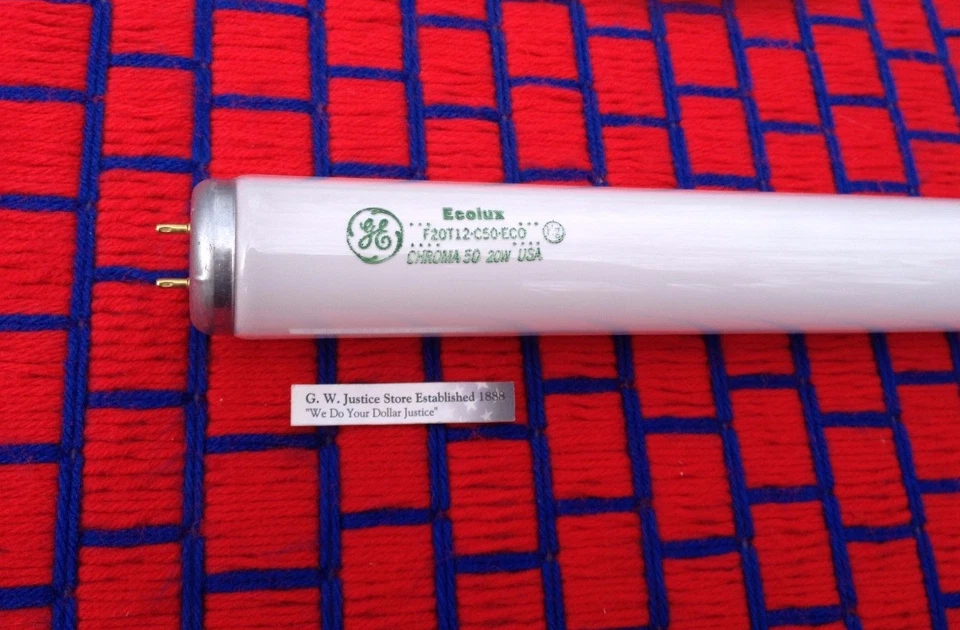 Ecolux
GE
F20T12·C50·ECO
CHROMA 50 20W USA
G. W. Justice Store Established 1888
"We Do Your Dollar Justice"